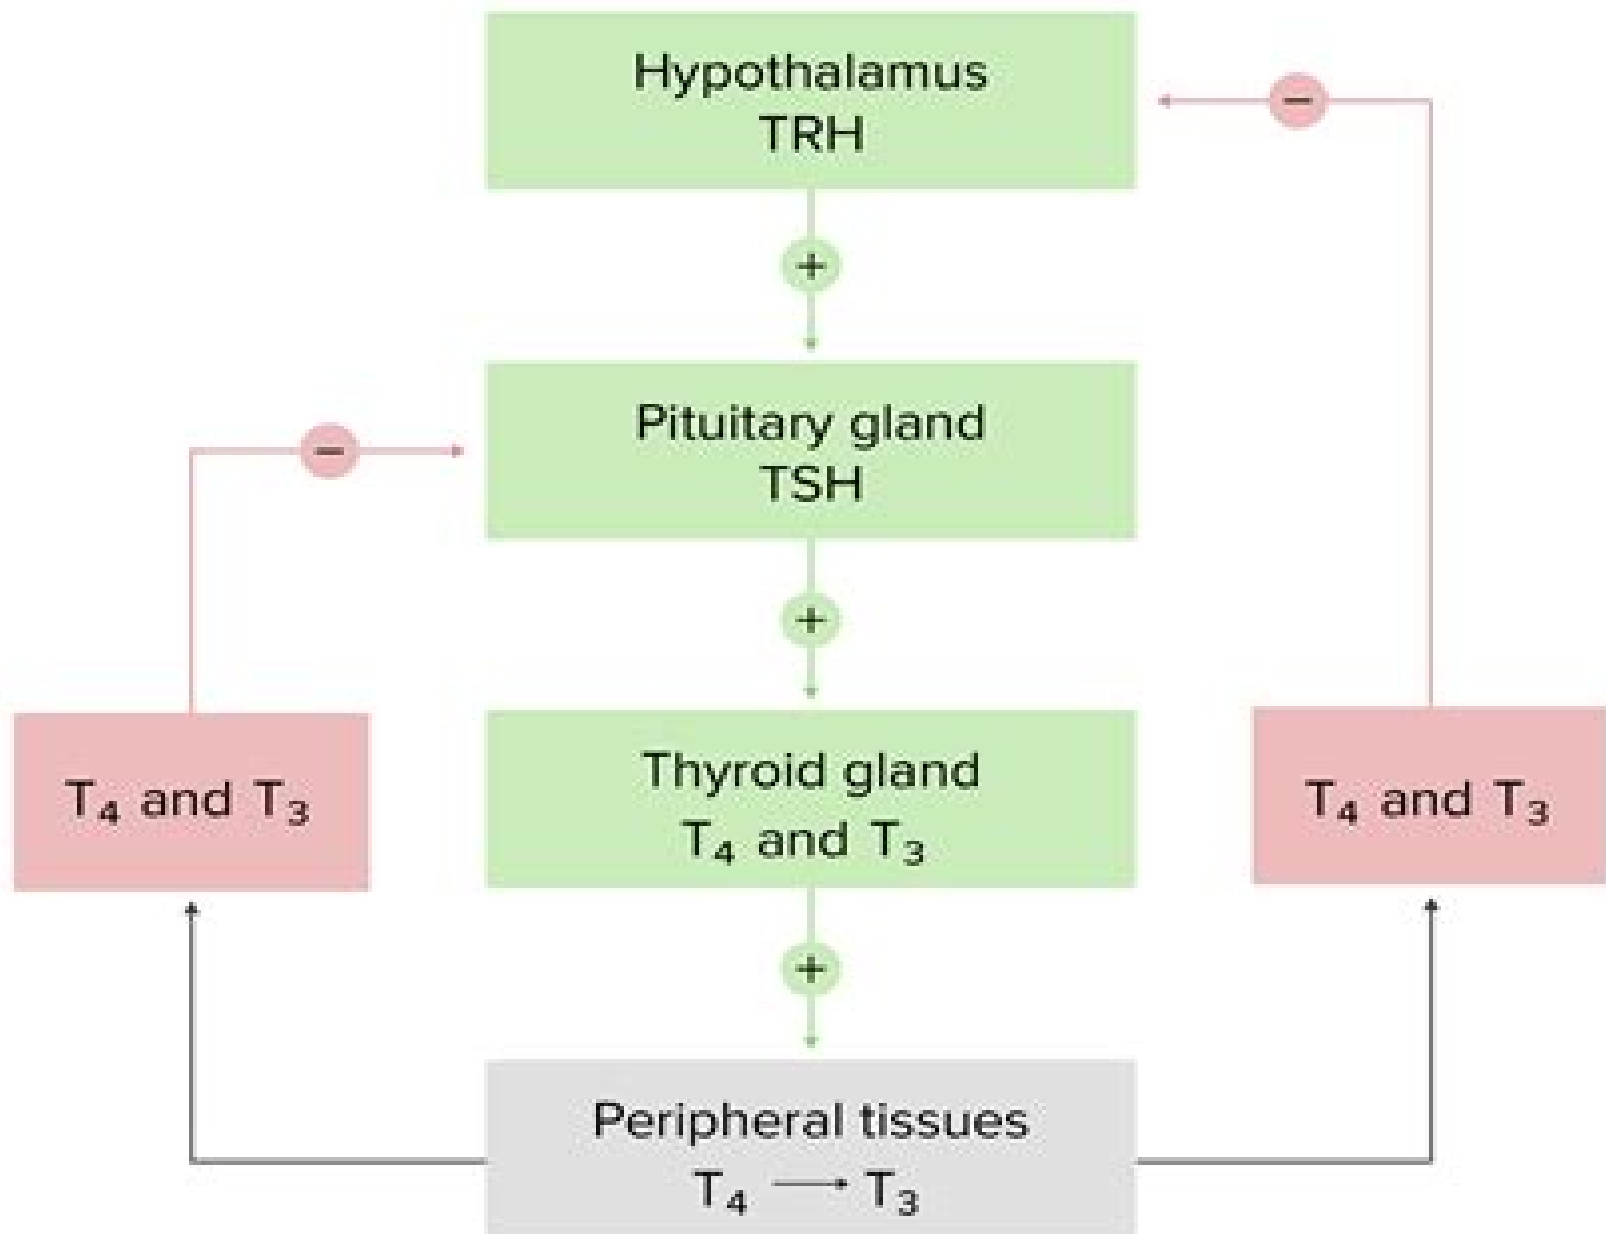 Hypothalamus
TRH
−
+
Pituitary gland
TSH
−
+
Thyroid gland
T₄ and T₃
T₄ and T₃
T₄ and T₃
+
Peripheral tissues
T₄ → T₃